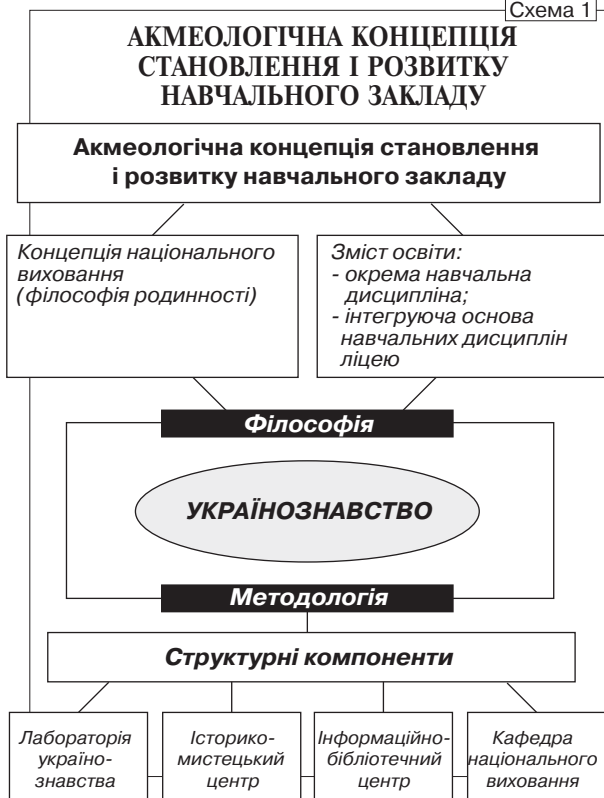 Схема 1
АКМЕОЛОГІЧНА КОНЦЕПЦІЯ
СТАНОВЛЕННЯ І РОЗВИТКУ
НАВЧАЛЬНОГО ЗАКЛАДУ
Акмеологічна концепція становлення
і розвитку навчального закладу
Концепція національного
виховання
(філософія родинності)
Зміст освіти:
- окрема навчальна
дисципліна;
- інтегруюча основа
навчальних дисциплін
ліцею
Філософія
УКРАЇНОЗНАВСТВО
Методологія
Структурні компоненти
Лабораторія
україно-
знавства
Історико-
мистецький
центр
Інформаційно-
бібліотечний
центр
Кафедра
національного
виховання